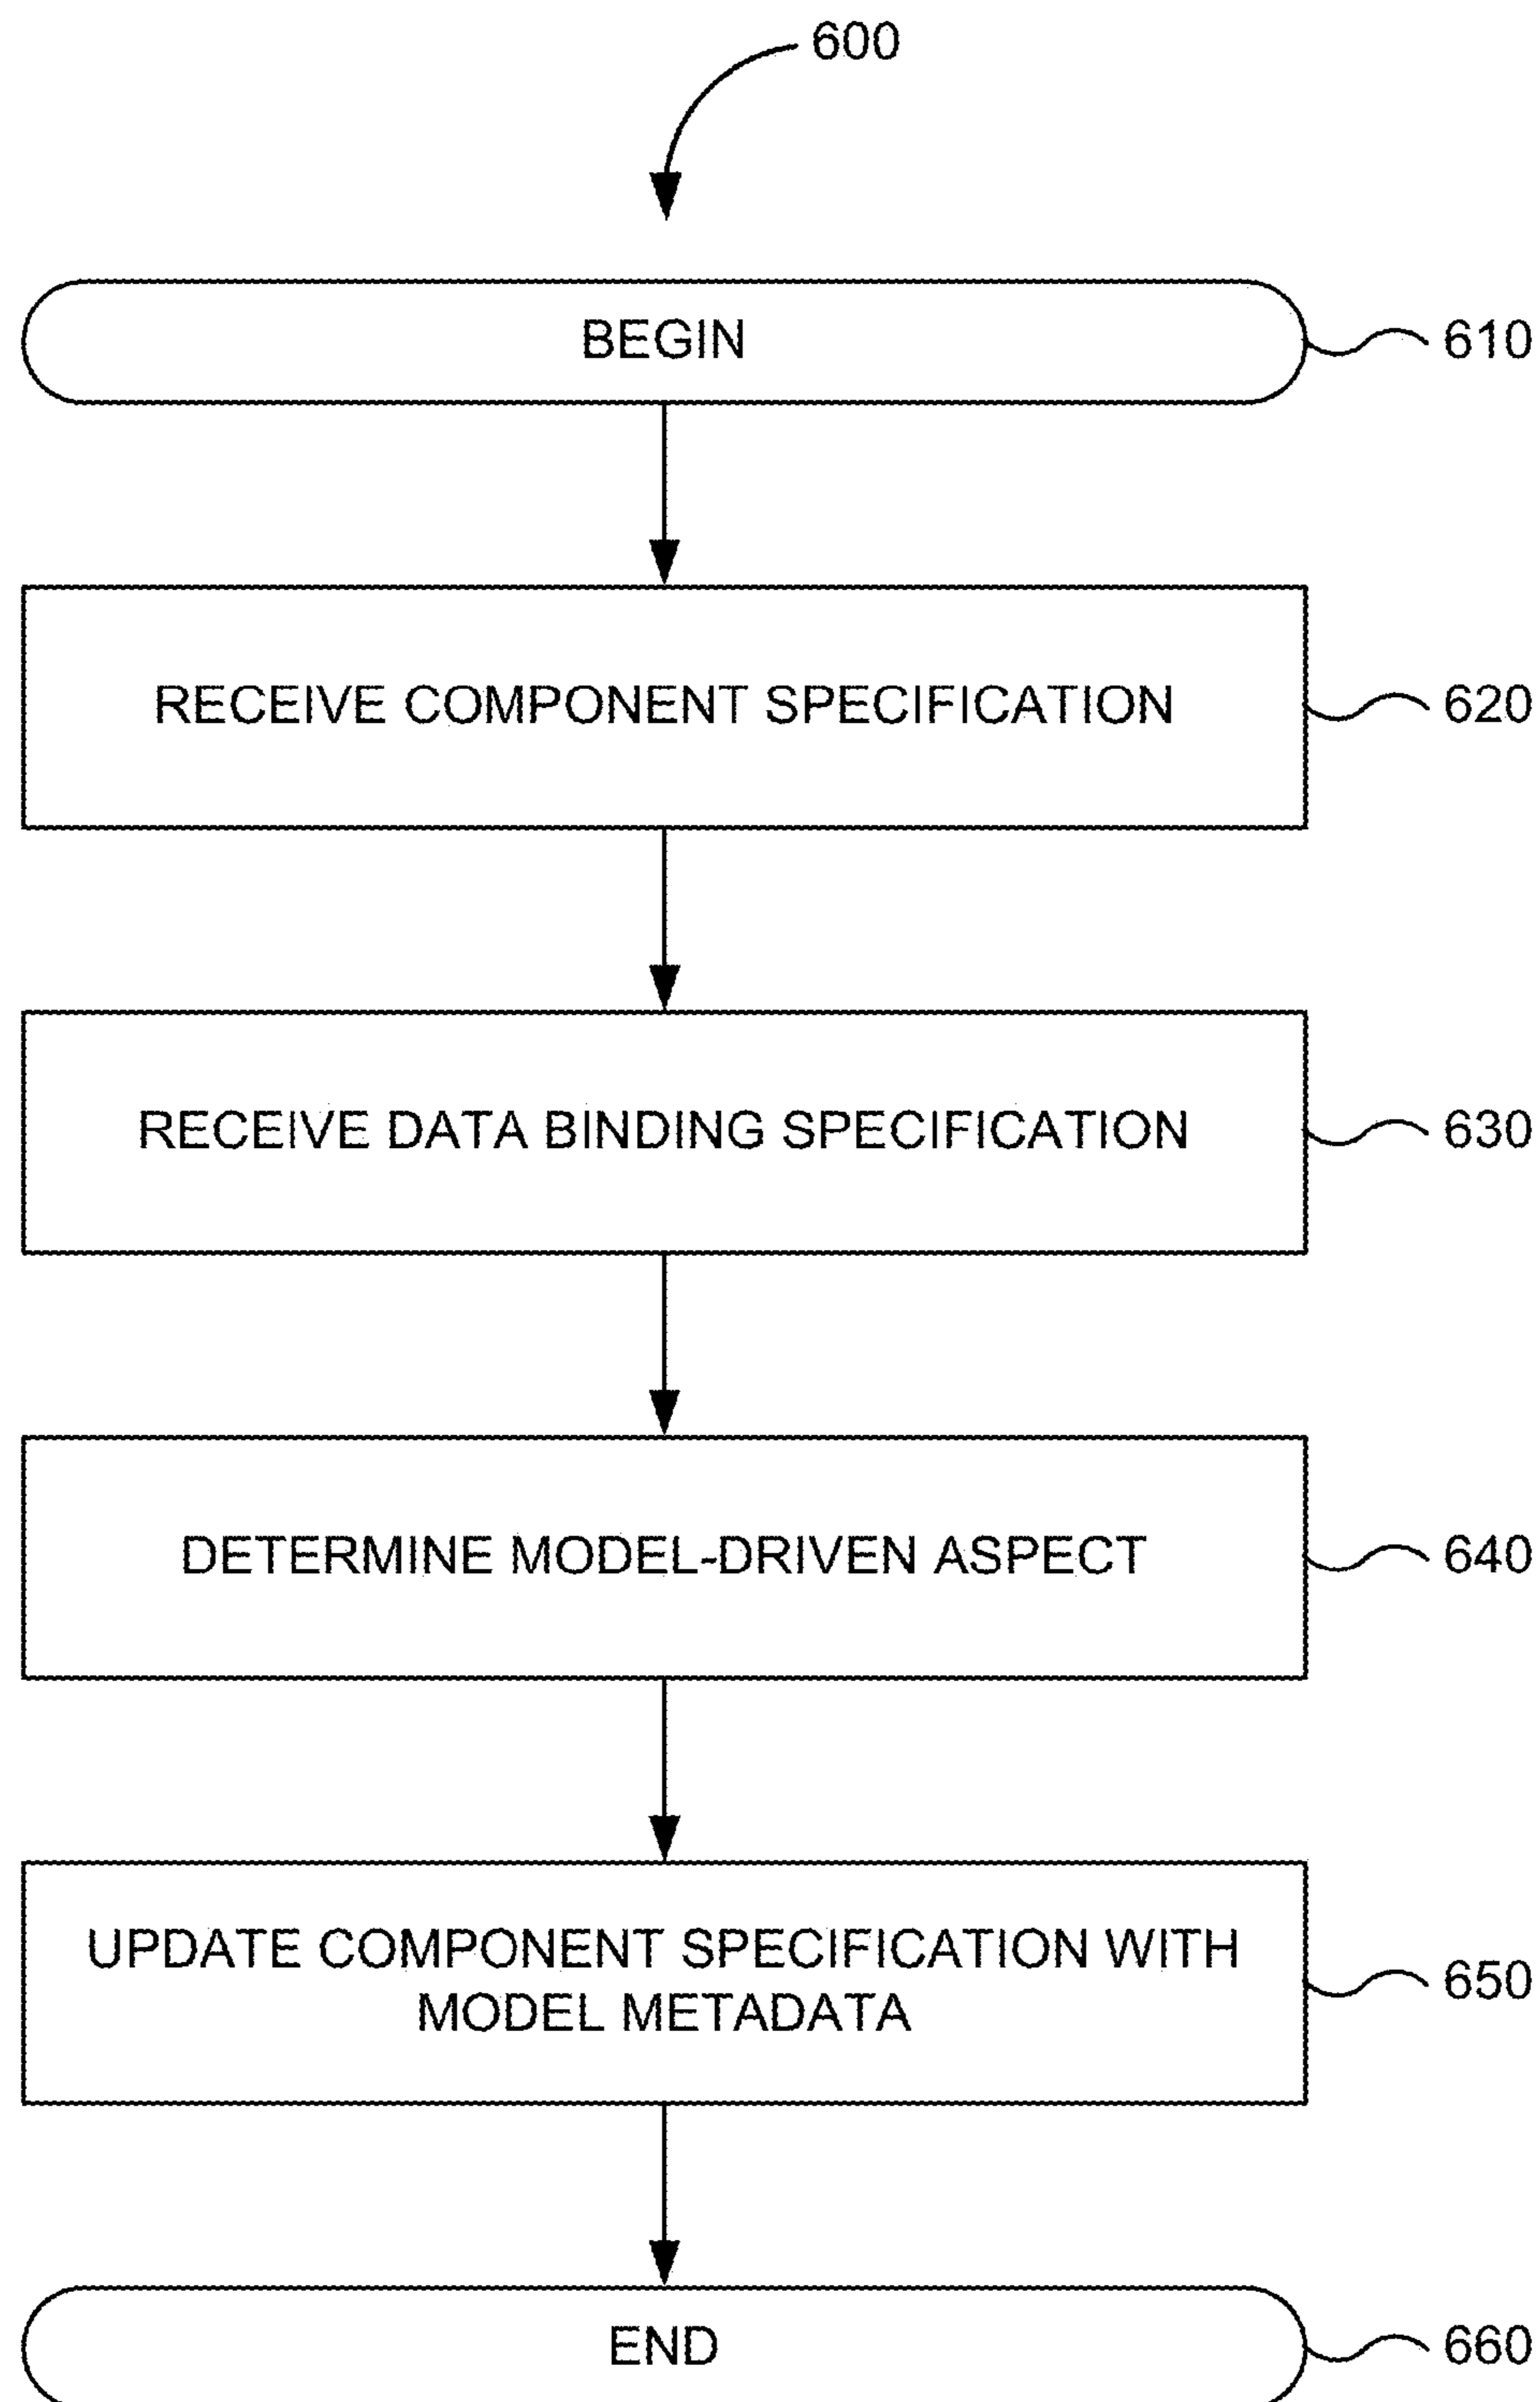 600
BEGIN
610
RECEIVE COMPONENT SPECIFICATION
620
RECEIVE DATA BINDING SPECIFICATION
630
DETERMINE MODEL-DRIVEN ASPECT
640
UPDATE COMPONENT SPECIFICATION WITH
MODEL METADATA
650
END
660